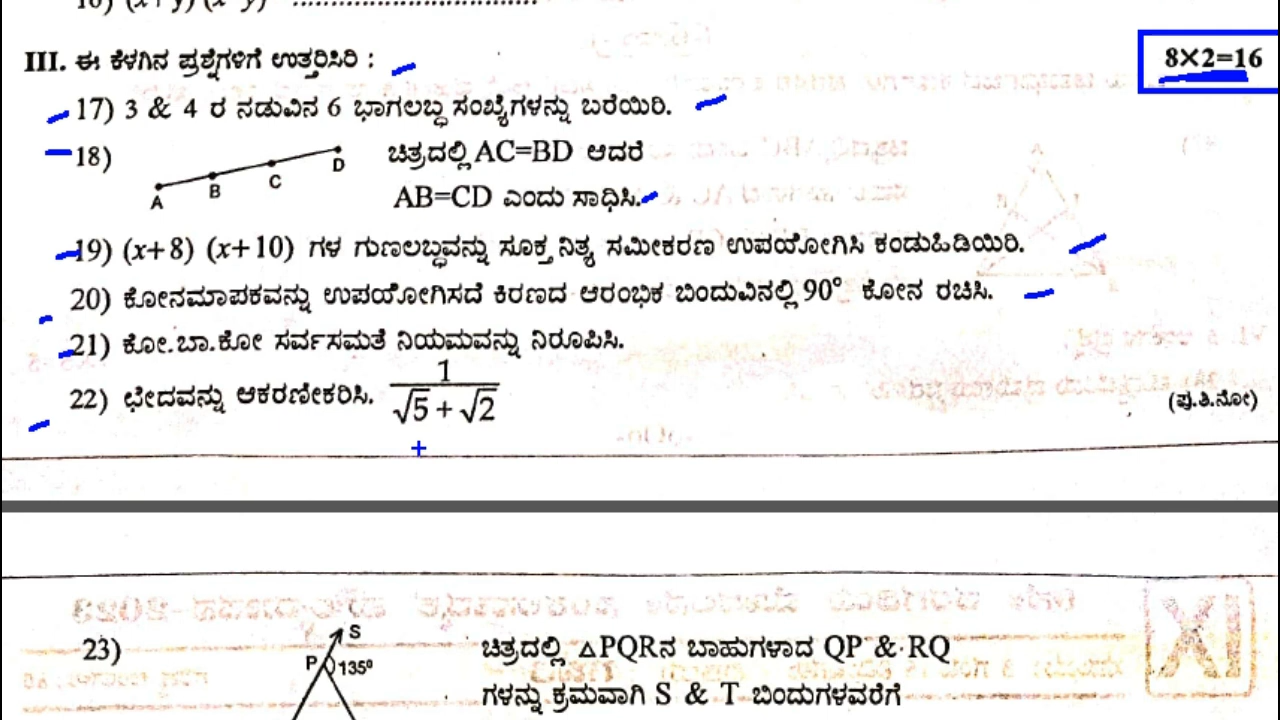 16) (x+y) (x-y) = ....................................
III. ಈ ಕೆಳಗಿನ ಪ್ರಶ್ನೆಗಳಿಗೆ ಉತ್ತರಿಸಿರಿ :
8×2=16
17) 3 & 4 ರ ನಡುವಿನ 6 ಭಾಗಲಬ್ಧ ಸಂಖ್ಯೆಗಳನ್ನು ಬರೆಯಿರಿ.
18)
A B C D
ಚಿತ್ರದಲ್ಲಿ AC=BD ಆದರೆ
AB=CD ಎಂದು ಸಾಧಿಸಿ.
19) (x+8) (x+10) ಗಳ ಗುಣಲಬ್ಧವನ್ನು ಸೂಕ್ತ ನಿತ್ಯ ಸಮೀಕರಣ ಉಪಯೋಗಿಸಿ ಕಂಡುಹಿಡಿಯಿರಿ.
20) ಕೋನಮಾಪಕವನ್ನು ಉಪಯೋಗಿಸದೆ ಕಿರಣದ ಆರಂಭಿಕ ಬಿಂದುವಿನಲ್ಲಿ 90° ಕೋನ ರಚಿಸಿ.
21) ಕೋ.ಬಾ.ಕೋ ಸರ್ವಸಮತೆ ನಿಯಮವನ್ನು ನಿರೂಪಿಸಿ.
22) ಛೇದವನ್ನು ಆಕರಣೀಕರಿಸಿ. 1/(√5 + √2)
(ಪು.ತಿ.ನೋ)
23)
S
P 135°
ಚಿತ್ರದಲ್ಲಿ △PQRನ ಬಾಹುಗಳಾದ QP & RQ
ಗಳನ್ನು ಕ್ರಮವಾಗಿ S & T ಬಿಂದುಗಳವರೆಗೆ